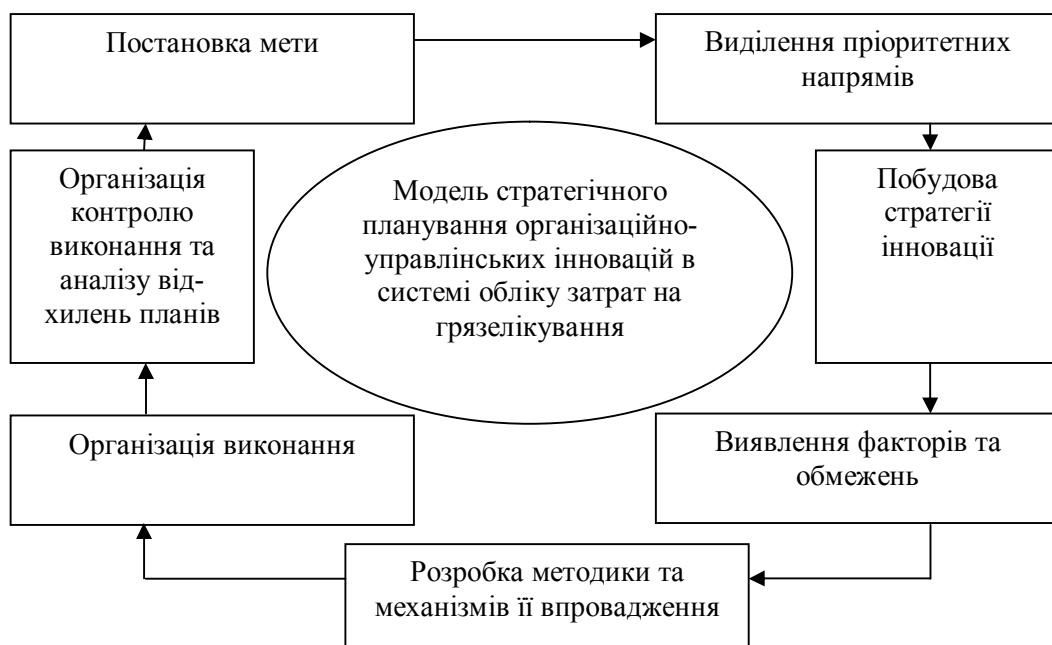 Постановка мети
Виділення пріоритетних
напрямів
Організація
контролю
виконання та
аналізу від-
хилень планів
Модель стратегічного
планування організаційно-
управлінських інновацій в
системі обліку затрат на
грязелікування
Побудова
стратегії
інновації
Організація виконання
Виявлення факторів та
обмежень
Розробка методики та
механізмів її впровадження